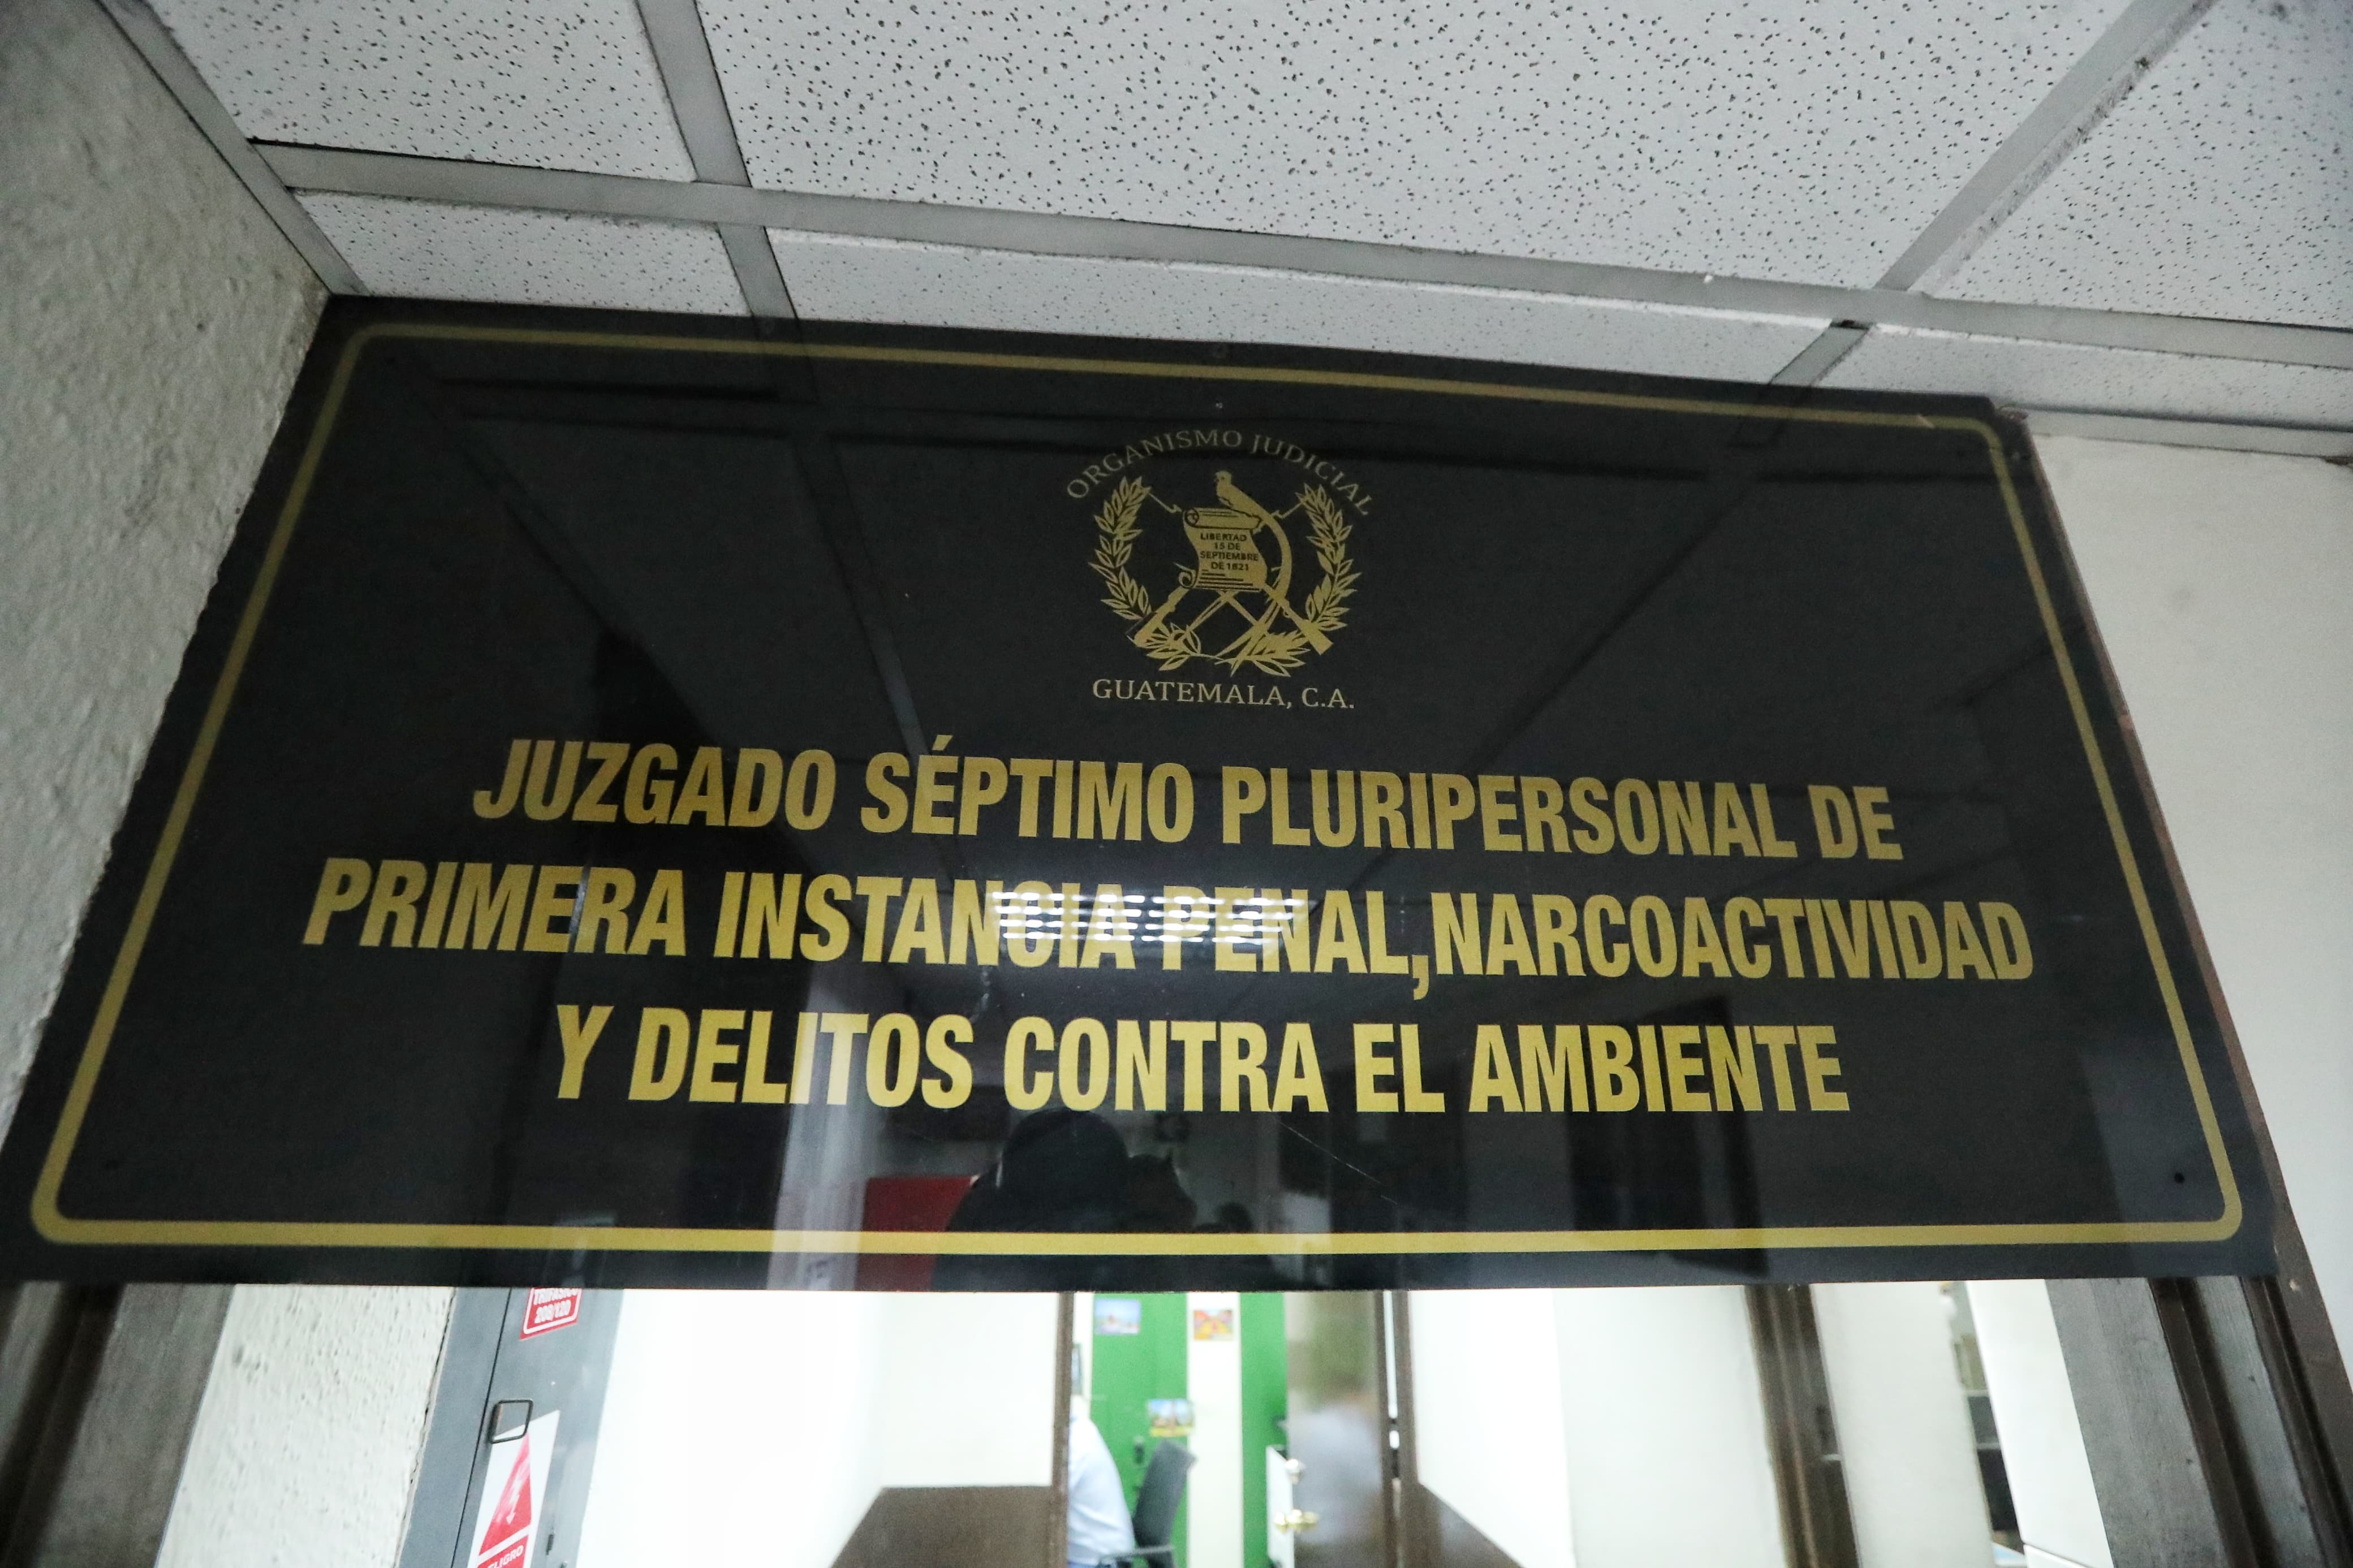 ORGANISMO JUDICIAL
LIBERTAD
15 DE
SEPTIEMBRE
DE 1821
GUATEMALA, C.A.
JUZGADO SÉPTIMO PLURIPERSONAL DE
PRIMERA INSTANCIA PENAL,NARCOACTIVIDAD
Y DELITOS CONTRA EL AMBIENTE